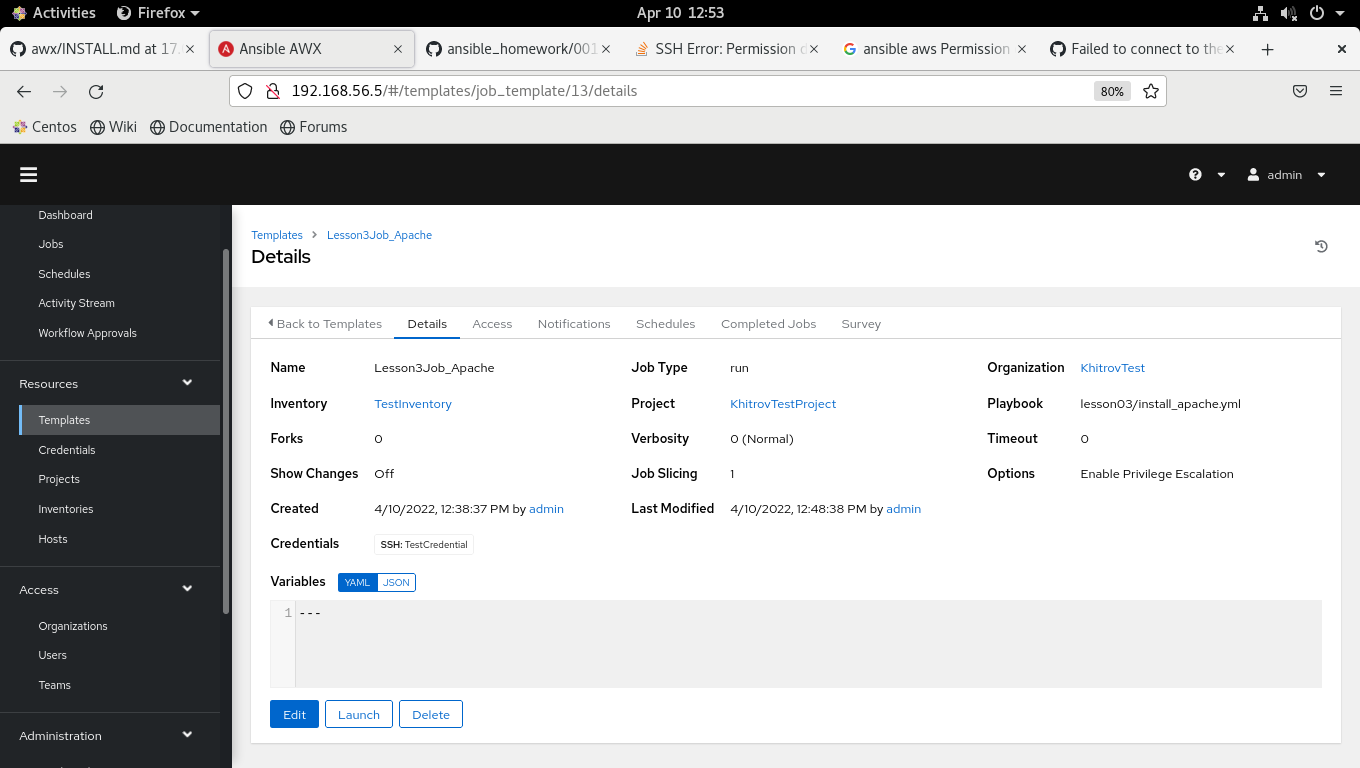 Activities Firefox Apr 10 12:53
awx/INSTALL.md at 17. Ansible AWX ansible_homework/001 SSH Error: Permission d ansible aws Permission Failed to connect to the
192.168.56.5/#/templates/job_template/13/details 80%
Centos Wiki Documentation Forums
admin
Dashboard
Jobs
Schedules
Activity Stream
Workflow Approvals
Resources
Templates
Credentials
Projects
Inventories
Hosts
Access
Organizations
Users
Teams
Administration
Templates Lesson3Job_Apache
Details
Back to Templates Details Access Notifications Schedules Completed Jobs Survey
Name Lesson3Job_Apache Job Type run Organization KhitrovTest
Inventory TestInventory Project KhitrovTestProject Playbook lesson03/install_apache.yml
Forks 0 Verbosity 0 (Normal) Timeout 0
Show Changes Off Job Slicing 1 Options Enable Privilege Escalation
Created 4/10/2022, 12:38:37 PM by admin Last Modified 4/10/2022, 12:48:38 PM by admin
Credentials SSH: TestCredential
Variables YAML JSON
1 ---
Edit Launch Delete